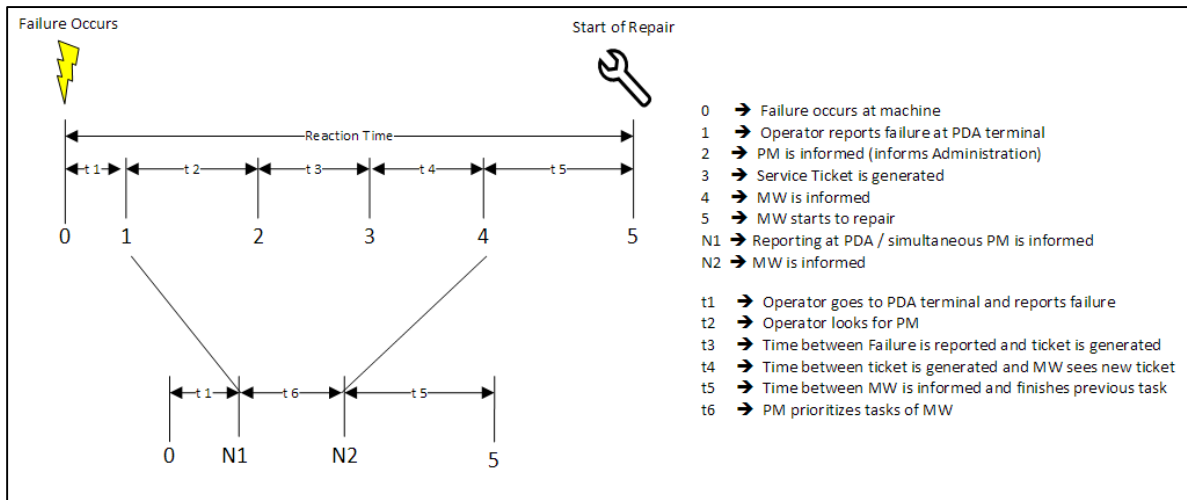 Failure Occurs
Start of Repair
Reaction Time
t 1
t 2
t 3
t 4
t 5
0
1
2
3
4
5
t 1
t 6
t 5
0
N1
N2
5
0 ➔ Failure occurs at machine
1 ➔ Operator reports failure at PDA terminal
2 ➔ PM is informed (informs Administration)
3 ➔ Service Ticket is generated
4 ➔ MW is informed
5 ➔ MW starts to repair
N1 ➔ Reporting at PDA / simultaneous PM is informed
N2 ➔ MW is informed
t1 ➔ Operator goes to PDA terminal and reports failure
t2 ➔ Operator looks for PM
t3 ➔ Time between Failure is reported and ticket is generated
t4 ➔ Time between ticket is generated and MW sees new ticket
t5 ➔ Time between MW is informed and finishes previous task
t6 ➔ PM prioritizes tasks of MW